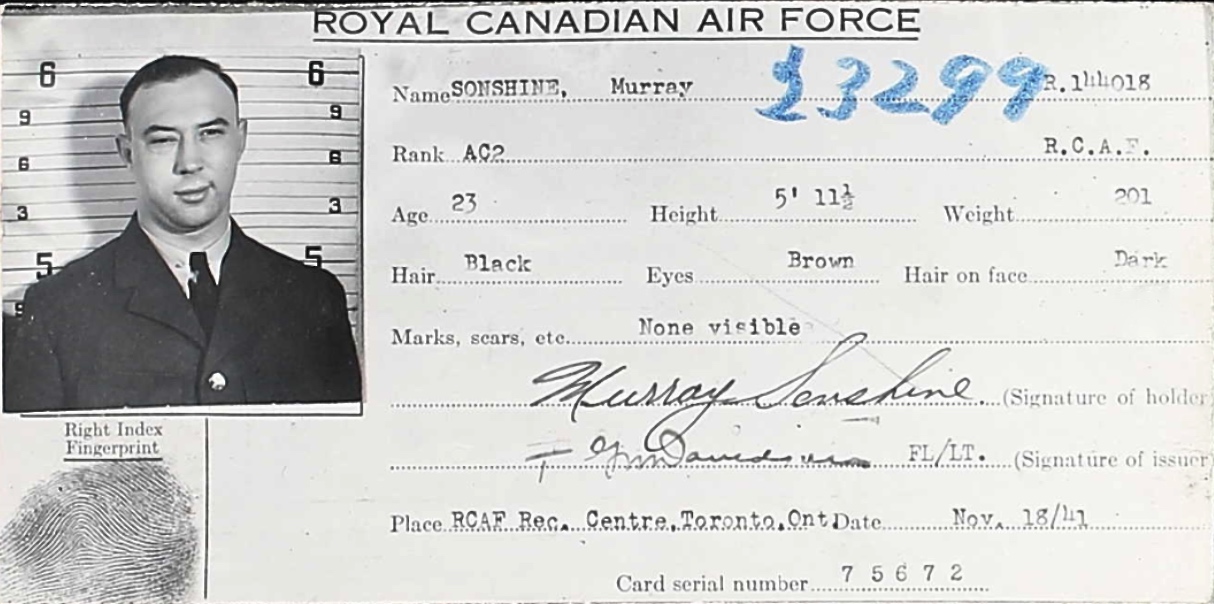 ROYAL CANADIAN AIR FORCE
6 6
9 9
6 6
3 3
5 5
9
Name SONSHINE, Murray J3299 R.144018
Rank AC2 R.C.A.F.
Age 23 Height 5' 11½ Weight 201
Hair Black Eyes Brown Hair on face Dark
Marks, scars, etc. None visible
Murray Sonshine. (Signature of holder
Davidson FL/LT. (Signature of issuer)
Right Index
Fingerprint
Place RCAF Rec. Centre, Toronto, Ont. Date Nov. 18/41
Card serial number 75672